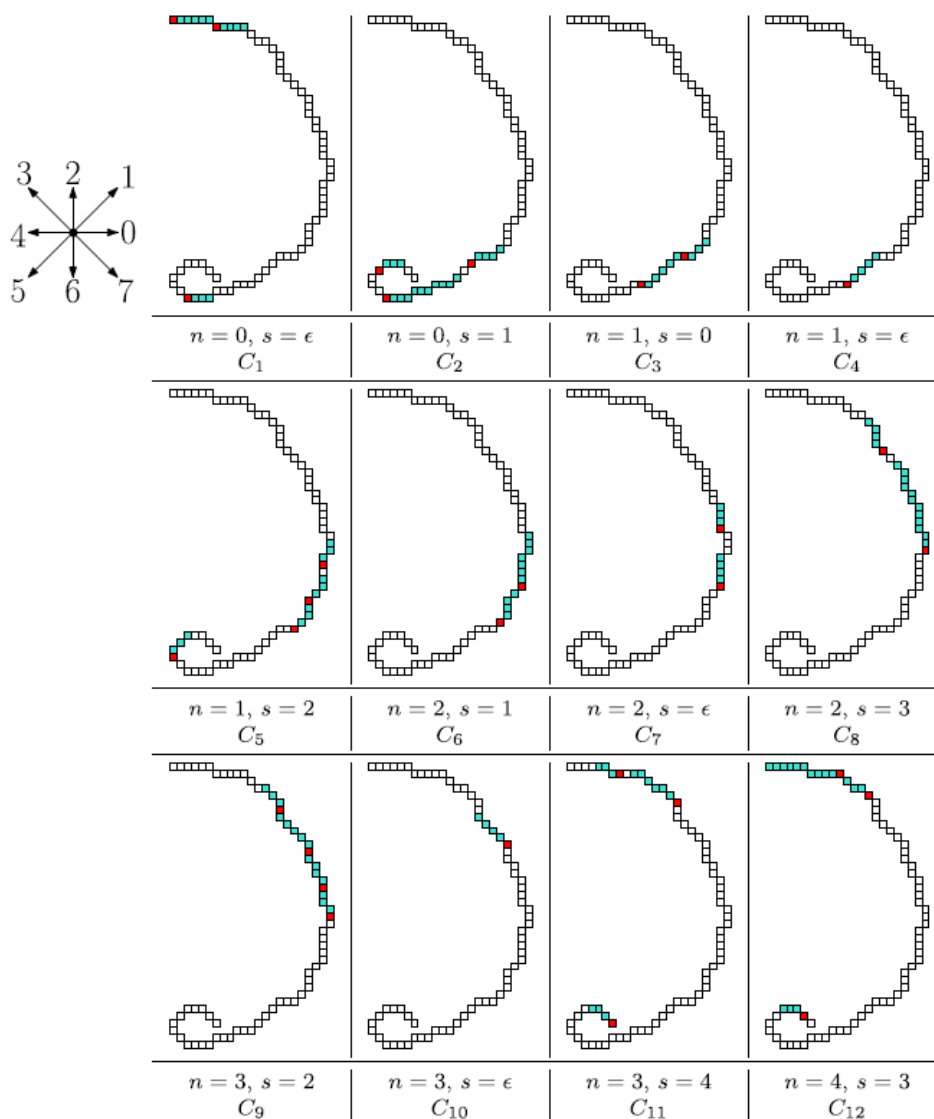 3 2 1
4 0
5 6 7
n = 0, s = ϵ n = 0, s = 1 n = 1, s = 0 n = 1, s = ϵ
C₁ C₂ C₃ C₄
n = 1, s = 2 n = 2, s = 1 n = 2, s = ϵ n = 2, s = 3
C₅ C₆ C₇ C₈
n = 3, s = 2 n = 3, s = ϵ n = 3, s = 4 n = 4, s = 3
C₉ C₁₀ C₁₁ C₁₂